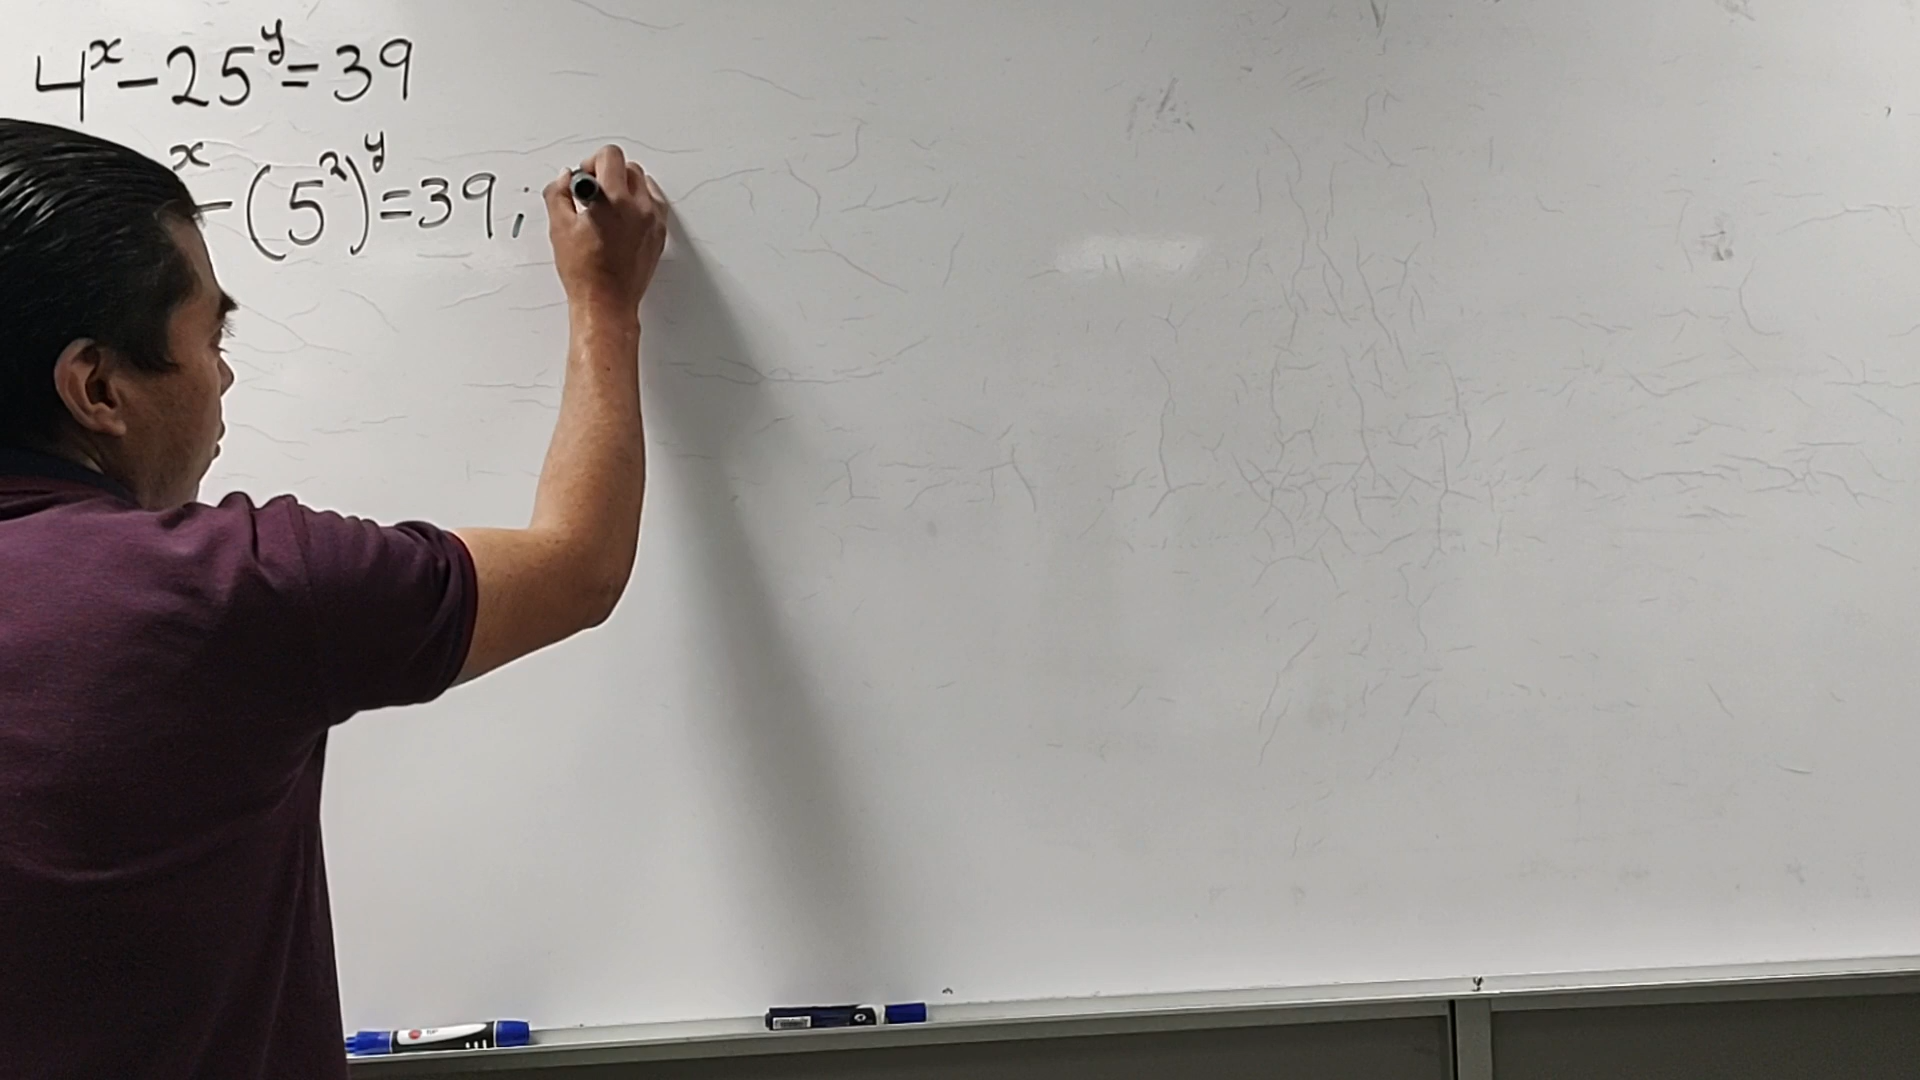 4^x - 25^y = 39
^x - (5^2)^y = 39;